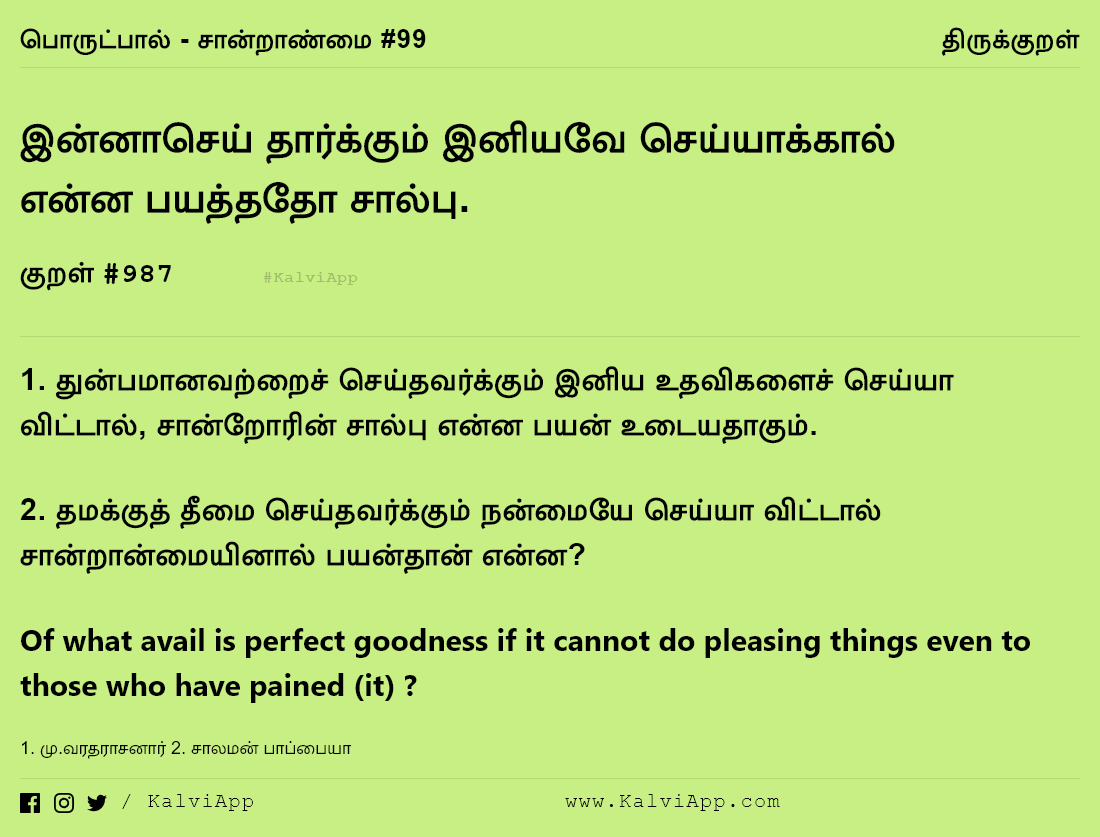 பொருட்பால் - சான்றாண்மை #99 திருக்குறள்
இன்னாசெய் தார்க்கும் இனியவே செய்யாக்கால்
என்ன பயத்ததோ சால்பு.
குறள் #987 #KalviApp
1. துன்பமானவற்றைச் செய்தவர்க்கும் இனிய உதவிகளைச் செய்யா
விட்டால், சான்றோரின் சால்பு என்ன பயன் உடையதாகும்.
2. தமக்குத் தீமை செய்தவர்க்கும் நன்மையே செய்யா விட்டால்
சான்றான்மையினால் பயன்தான் என்ன?
Of what avail is perfect goodness if it cannot do pleasing things even to
those who have pained (it) ?
1. மு.வரதராசனார் 2. சாலமன் பாப்பையா
/ KalviApp www.KalviApp.com